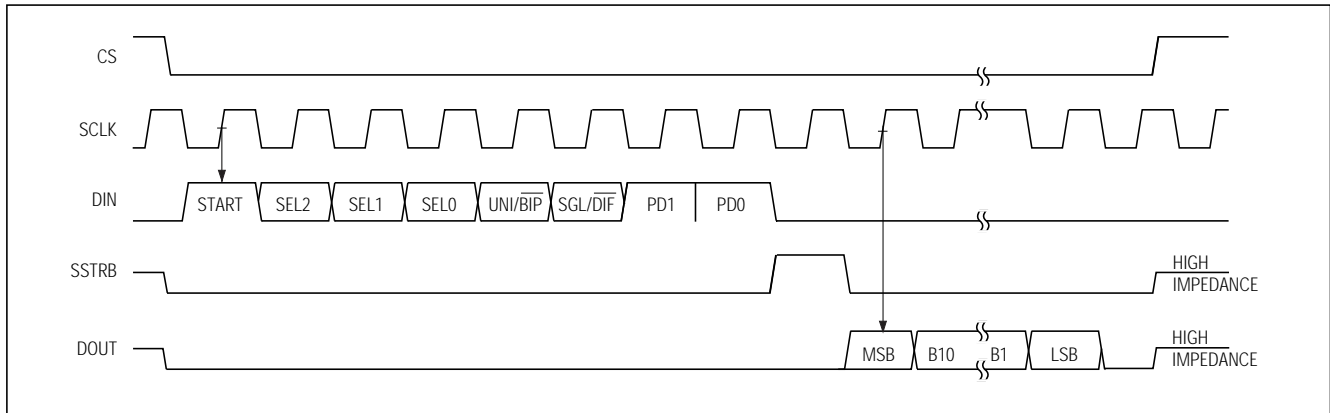 CS
SCLK
DIN
START SEL2 SEL1 SEL0 UNI/BIP SGL/DIF PD1 PD0
SSTRB
HIGH
IMPEDANCE
DOUT
MSB B10 B1 LSB
HIGH
IMPEDANCE